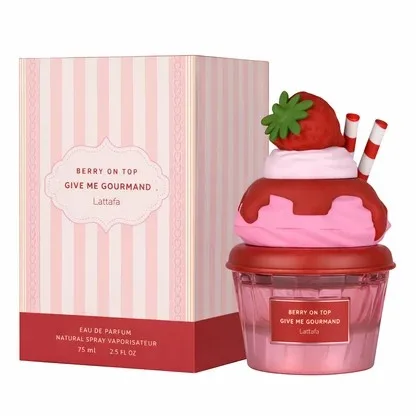 BERRY ON TOP
GIVE ME GOURMAND
Lattafa
EAU DE PARFUM
NATURAL SPRAY VAPORISATEUR
75 ml 2.5 FL OZ
BERRY ON TOP
GIVE ME GOURMAND
Lattafa